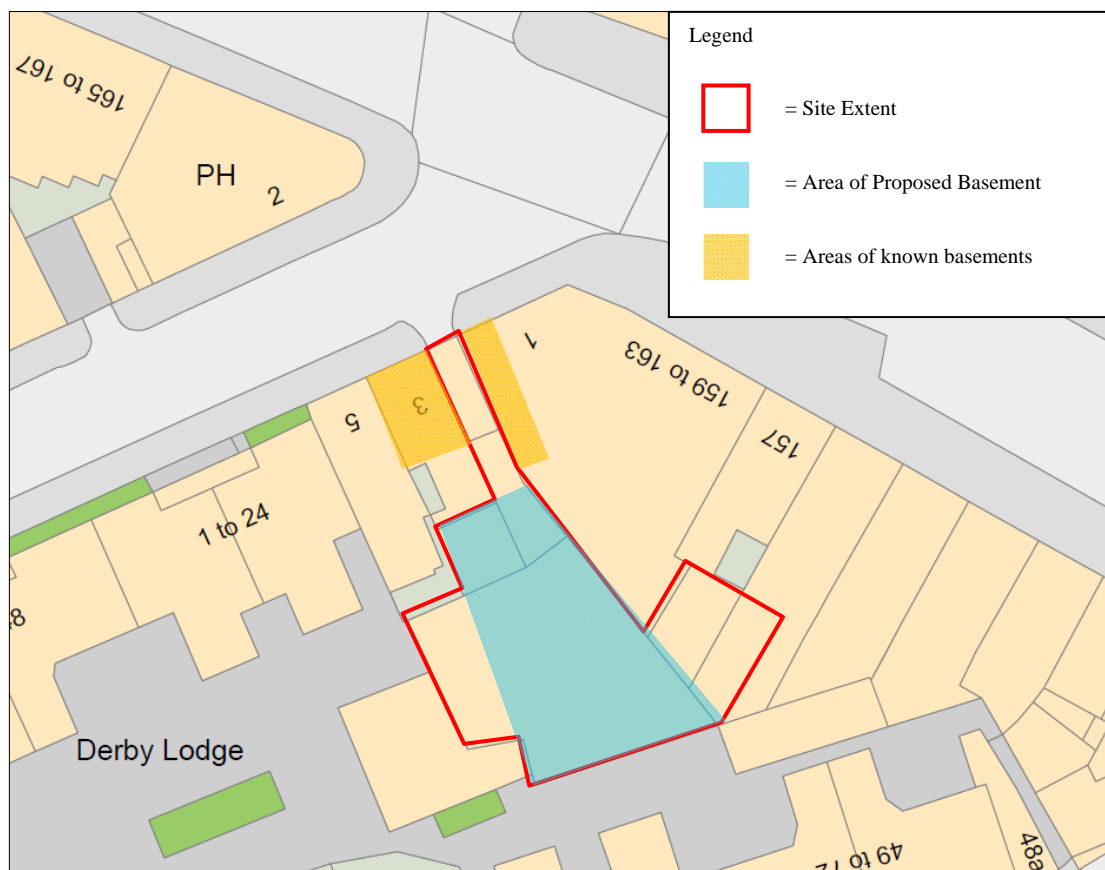 Legend
= Site Extent
= Area of Proposed Basement
= Areas of known basements
165 to 167
PH
2
1
3
5
159 to 163
157
1 to 24
Derby Lodge
49 to 72
48a